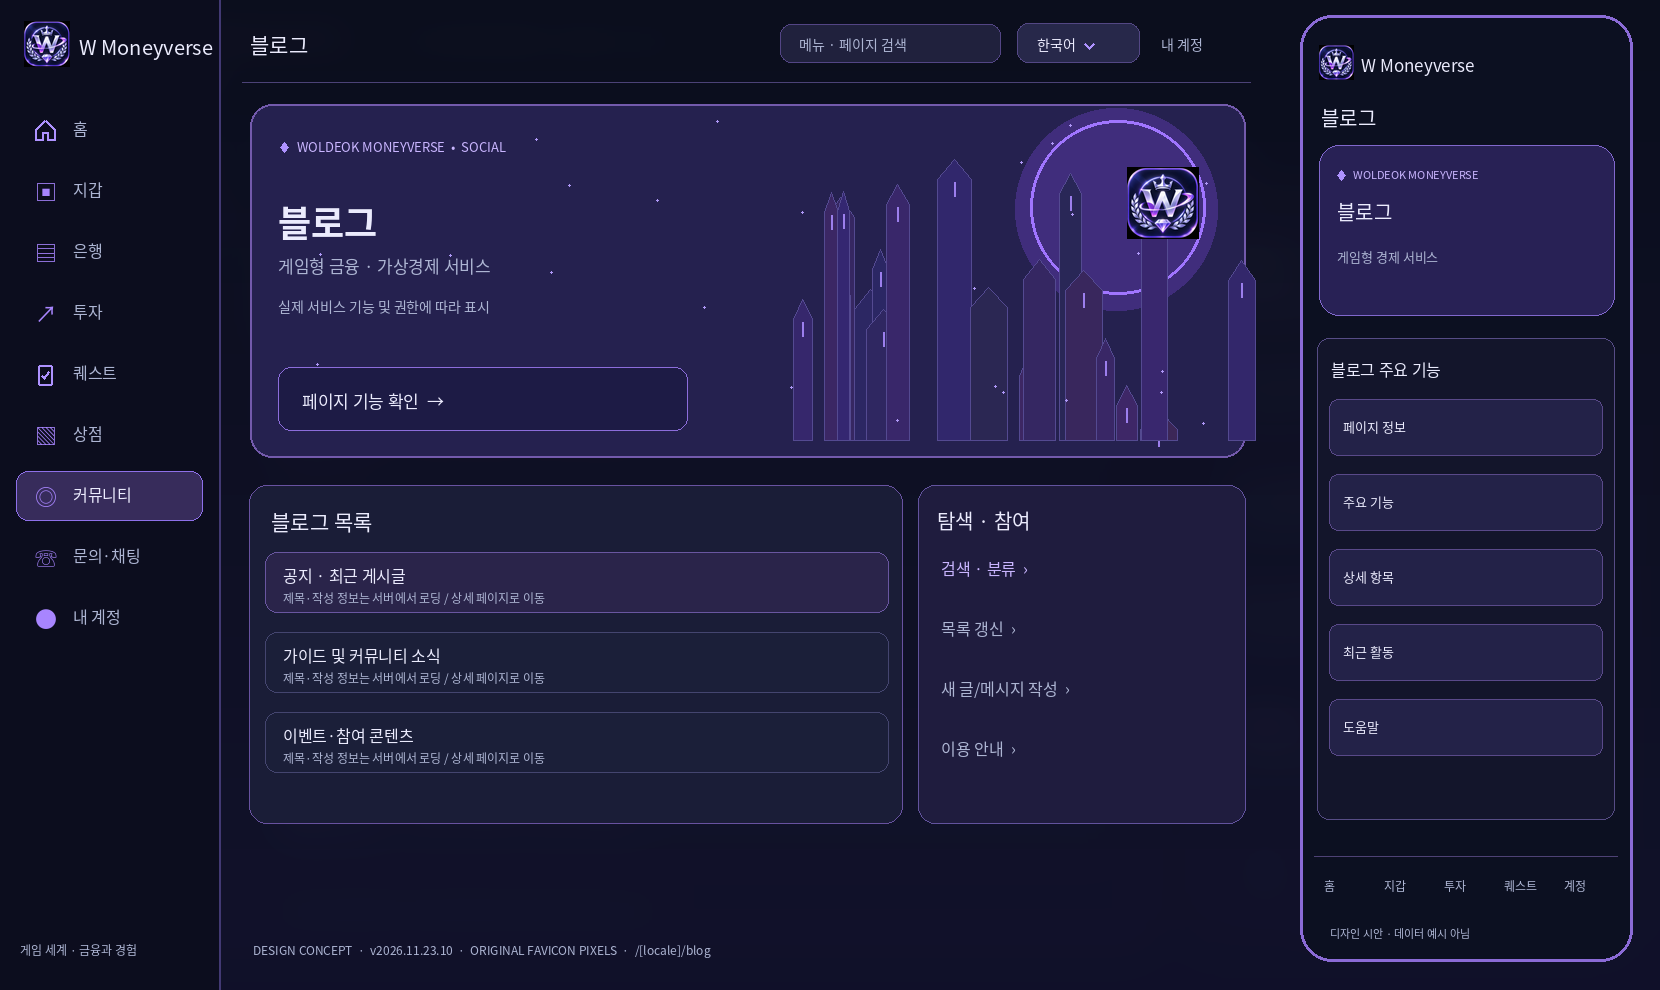 W Moneyverse
홈
지갑
은행
투자
퀘스트
상점
커뮤니티
문의·채팅
내 계정
게임 세계 · 금융과 경험
블로그
메뉴 · 페이지 검색
한국어
내 계정
WOLDEOK MONEYVERSE • SOCIAL
블로그
게임형 금융 · 가상경제 서비스
실제 서비스 기능 및 권한에 따라 표시
페이지 기능 확인 →
블로그 목록
공지 · 최근 게시글
제목·작성 정보는 서버에서 로딩 / 상세 페이지로 이동
가이드 및 커뮤니티 소식
제목·작성 정보는 서버에서 로딩 / 상세 페이지로 이동
이벤트·참여 콘텐츠
제목·작성 정보는 서버에서 로딩 / 상세 페이지로 이동
탐색 · 참여
검색 · 분류 ›
목록 갱신 ›
새 글/메시지 작성 ›
이용 안내 ›
DESIGN CONCEPT · v2026.11.23.10 · ORIGINAL FAVICON PIXELS · /[locale]/blog
W Moneyverse
블로그
WOLDEOK MONEYVERSE
블로그
게임형 경제 서비스
블로그 주요 기능
페이지 정보
주요 기능
상세 항목
최근 활동
도움말
홈 지갑 투자 퀘스트 계정
디자인 시안 · 데이터 예시 아님